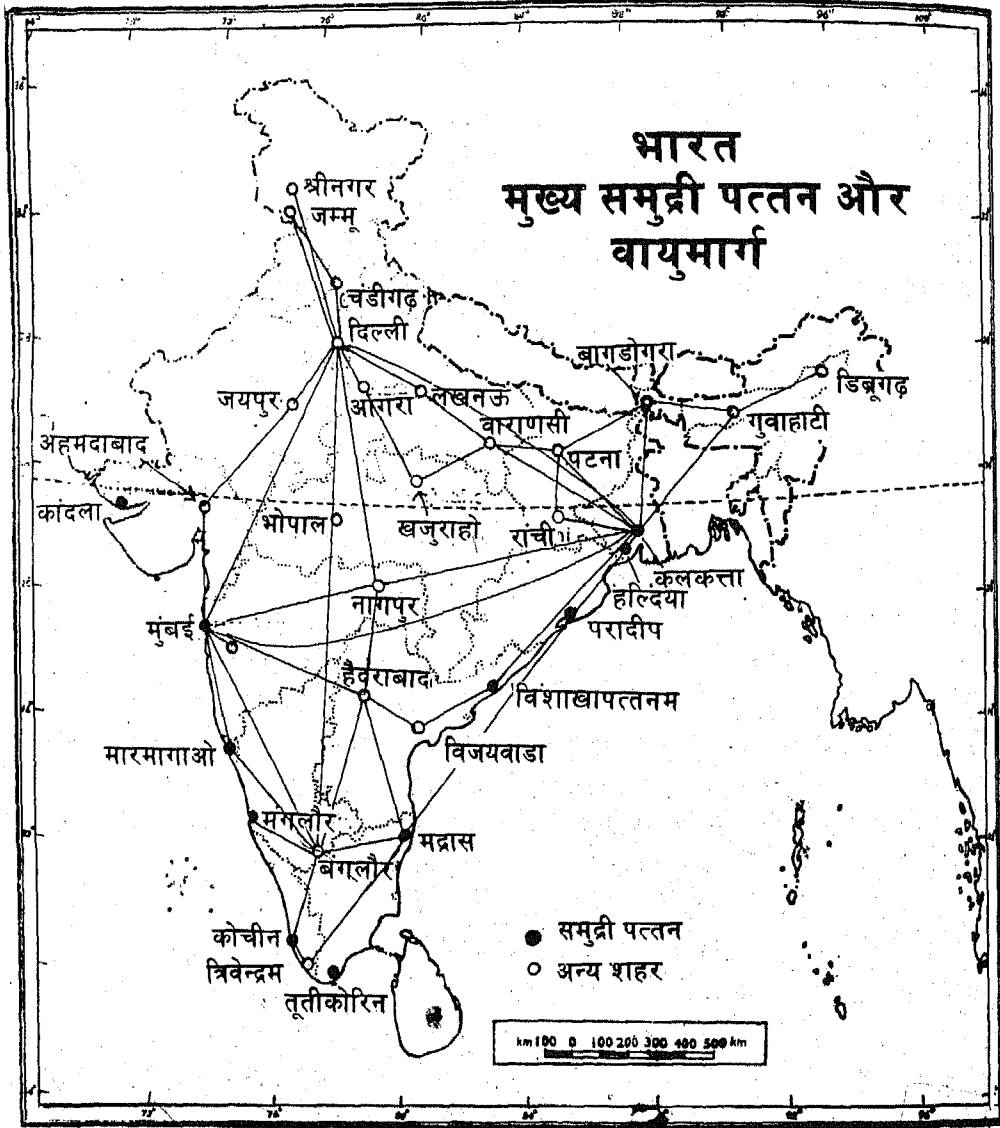 भारत
मुख्य समुद्री पत्तन और
वायुमार्ग
श्रीनगर
जम्मू
चंडीगढ़
दिल्ली
बागडोगरा
डिब्रूगढ़
जयपुर
आगरा
लखनऊ
गुवाहाटी
वाराणसी
अहमदाबाद
पटना
कांदला
भोपाल
खजुराहो
रांची
कलकत्ता
हल्दिया
नागपुर
परादीप
मुंबई
हैदराबाद
विशाखापत्तनम
मारमागाओ
विजयवाडा
मंगलौर
मद्रास
बंगलौर
कोचीन
समुद्री पत्तन
त्रिवेन्द्रम
अन्य शहर
तूतीकोरिन
km 100 0 100 200 300 400 500 km